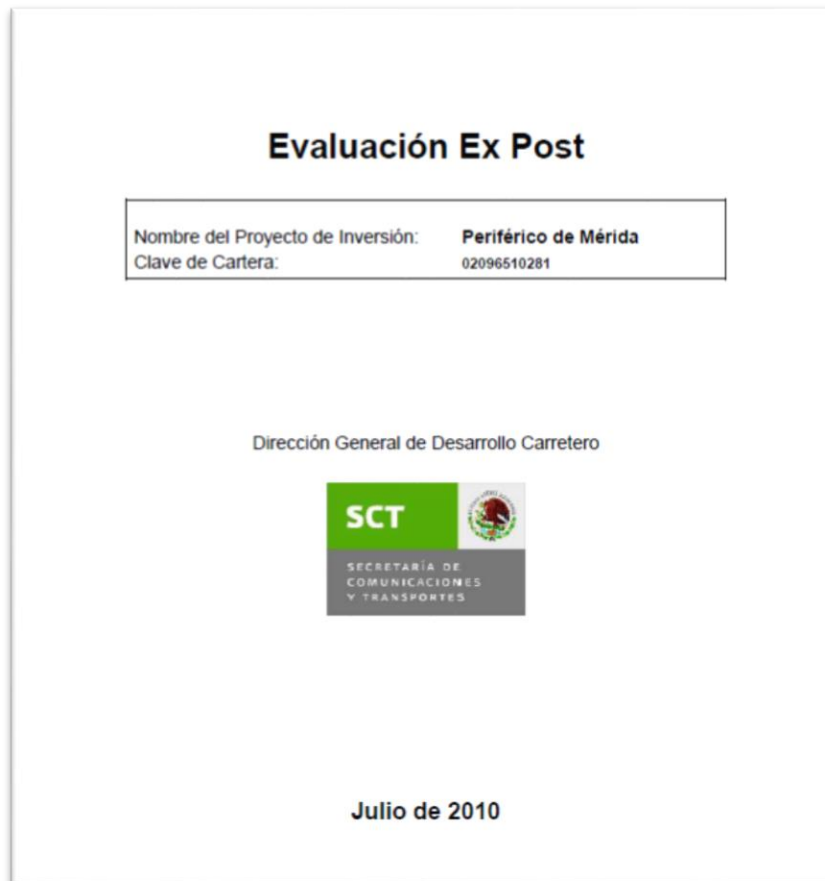 Evaluación Ex Post
Nombre del Proyecto de Inversión: Periférico de Mérida
Clave de Cartera: 02096510281
Dirección General de Desarrollo Carretero
SCT
SECRETARÍA DE
COMUNICACIONES
Y TRANSPORTES
Julio de 2010